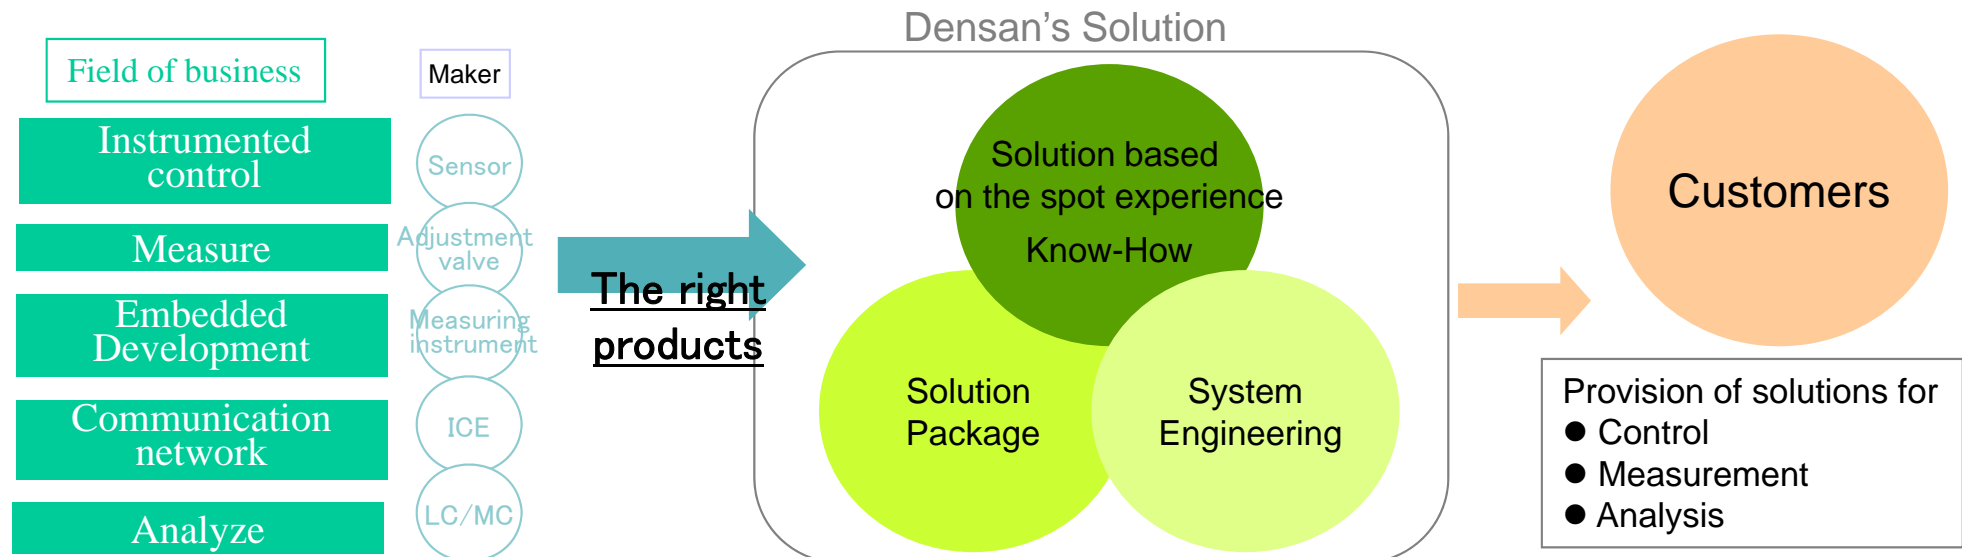 Densan's Solution
Field of business
Maker
Instrumented
control
Measure
Embedded
Development
Communication
network
Analyze
Sensor
Adjustment
valve
Measuring
instrument
ICE
LC/MC
The right
products
Solution based
on the spot experience
Know-How
Solution
Package
System
Engineering
Customers
Provision of solutions for
● Control
● Measurement
● Analysis